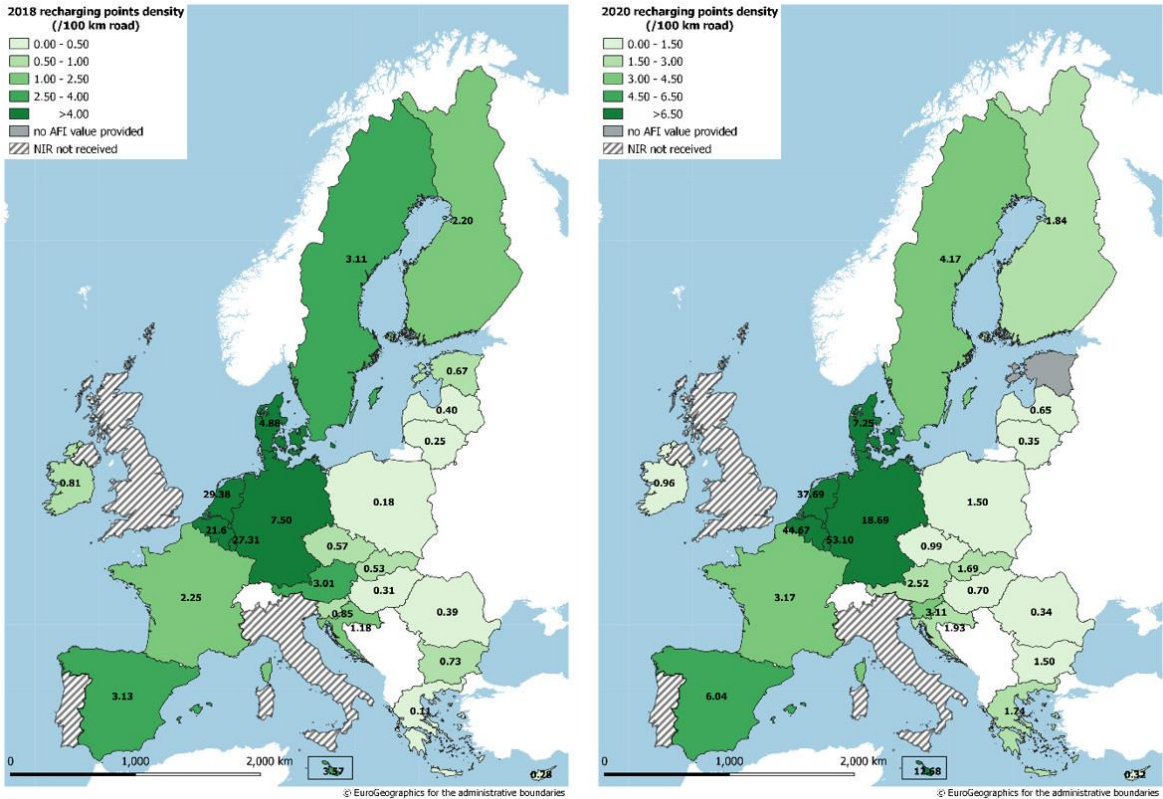 2018 recharging points density
(/100 km road)
0.00 - 0.50
0.50 - 1.00
1.00 - 2.50
2.50 - 4.00
>4.00
no AFI value provided
NIR not received
2.20
3.11
0.67
0.40
4.88
0.25
0.81
29.38
0.18
7.50
21.6
27.31
0.57
0.53
3.01
0.31
2.25
0.39
0.85
1.18
0.73
3.13
0.11
0 1,000 2,000 km
3.57
0.28
© EuroGeographics for the administrative boundaries
2020 recharging points density
(/100 km road)
0.00 - 1.50
1.50 - 3.00
3.00 - 4.50
4.50 - 6.50
>6.50
no AFI value provided
NIR not received
1.84
4.17
0.65
7.25
0.35
0.96
37.69
1.50
18.69
44.67
53.10
0.99
1.69
2.52
0.70
3.17
0.34
3.11
1.93
1.50
6.04
1.74
0 1,000 2,000 km
0.32
© EuroGeographics for the administrative boundaries